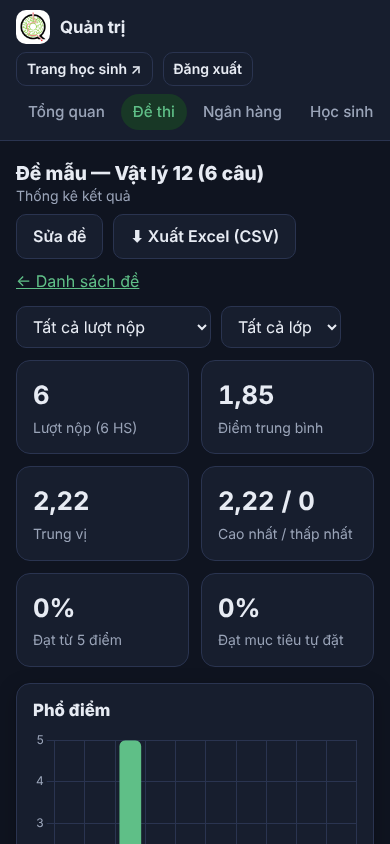 Quản trị
Trang học sinh ↗ Đăng xuất
Tổng quan Đề thi Ngân hàng Học sinh
Đề mẫu — Vật lý 12 (6 câu)
Thống kê kết quả
Sửa đề ⬇ Xuất Excel (CSV)
← Danh sách đề
Tất cả lượt nộp Tất cả lớp
6 1,85
Lượt nộp (6 HS) Điểm trung bình
2,22 2,22 / 0
Trung vị Cao nhất / thấp nhất
0% 0%
Đạt từ 5 điểm Đạt mục tiêu tự đặt
Phổ điểm
5
4
3